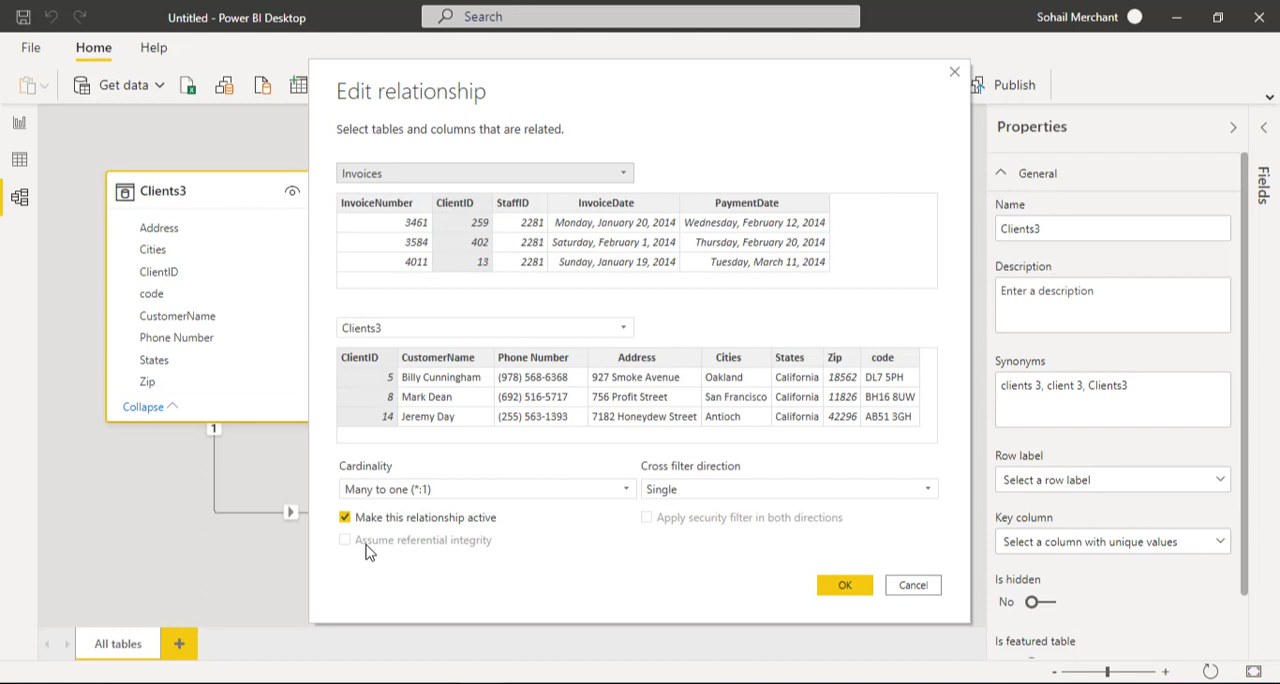 Untitled - Power BI Desktop
Search
Sohail Merchant
File
Home
Help
Get data
Publish
Clients3
Address
Cities
ClientID
code
CustomerName
Phone Number
States
Zip
Collapse
1
Edit relationship
Select tables and columns that are related.
Invoices
InvoiceNumber ClientID StaffID InvoiceDate PaymentDate
3461 259 2281 Monday, January 20, 2014 Wednesday, February 12, 2014
3584 402 2281 Saturday, February 1, 2014 Thursday, February 20, 2014
4011 13 2281 Sunday, January 19, 2014 Tuesday, March 11, 2014
Clients3
ClientID CustomerName Phone Number Address Cities States Zip code
5 Billy Cunningham (978) 568-6368 927 Smoke Avenue Oakland California 18562 DL7 5PH
8 Mark Dean (692) 516-5717 756 Profit Street San Francisco California 11826 BH16 8UW
14 Jeremy Day (255) 563-1393 7182 Honeydew Street Antioch California 42296 AB51 3GH
Cardinality
Cross filter direction
Many to one (*:1)
Single
Make this relationship active
Apply security filter in both directions
Assume referential integrity
OK
Cancel
Properties
General
Name
Clients3
Description
Enter a description
Synonyms
clients 3, client 3, Clients3
Row label
Select a row label
Key column
Select a column with unique values
Is hidden
No
Is featured table
Fields
All tables
+
- +